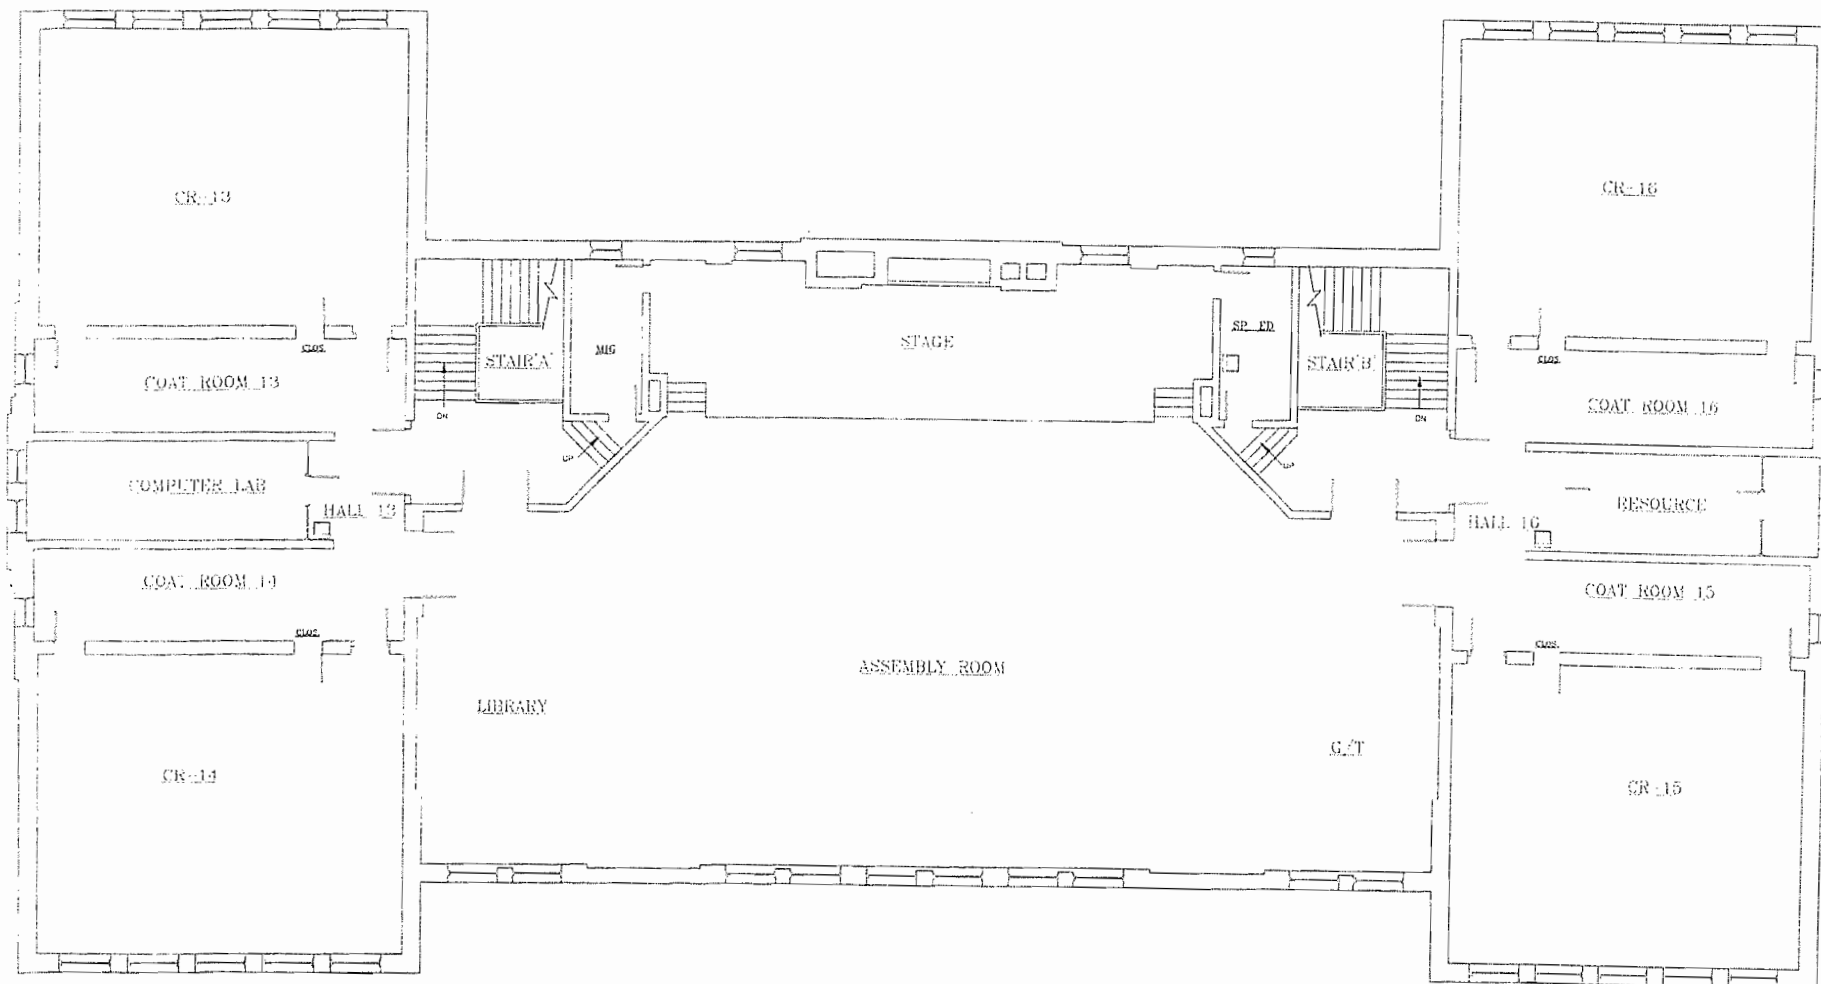 CR-13
CR-16
STAGE
SP. ED
CLOS.
MIG
STAIR 'A'
STAIR 'B'
CLOS.
COAT ROOM 13
COAT ROOM 16
DN
DN
UP
UP
COMPUTER LAB
RESOURCE
HALL 13
HALL 16
COAT ROOM 14
COAT ROOM 15
CLOS.
CLOS.
ASSEMBLY ROOM
LIBRARY
G/T
CR-14
CR-15